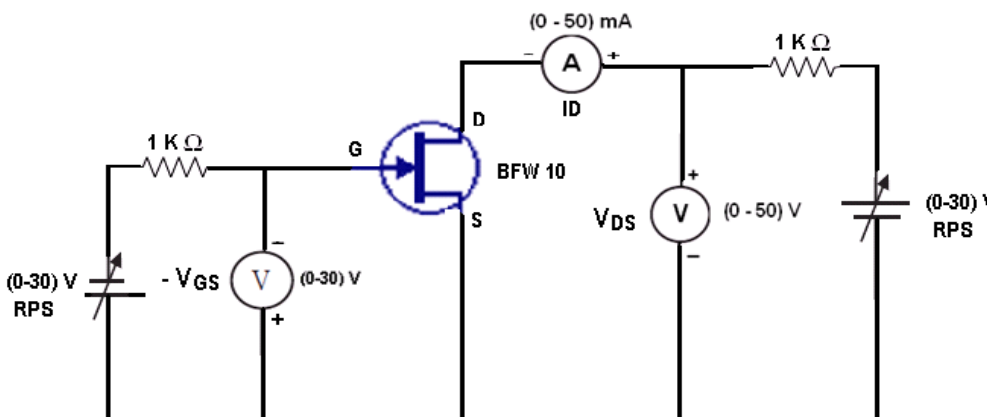 (0 - 50) mA
1 K Ω
− A +
ID
D
1 K Ω
G
BFW 10
S
+
VDS
V
(0 - 50) V
−
(0-30) V
RPS
−
(0-30) V
RPS
- VGS
V
(0-30) V
+